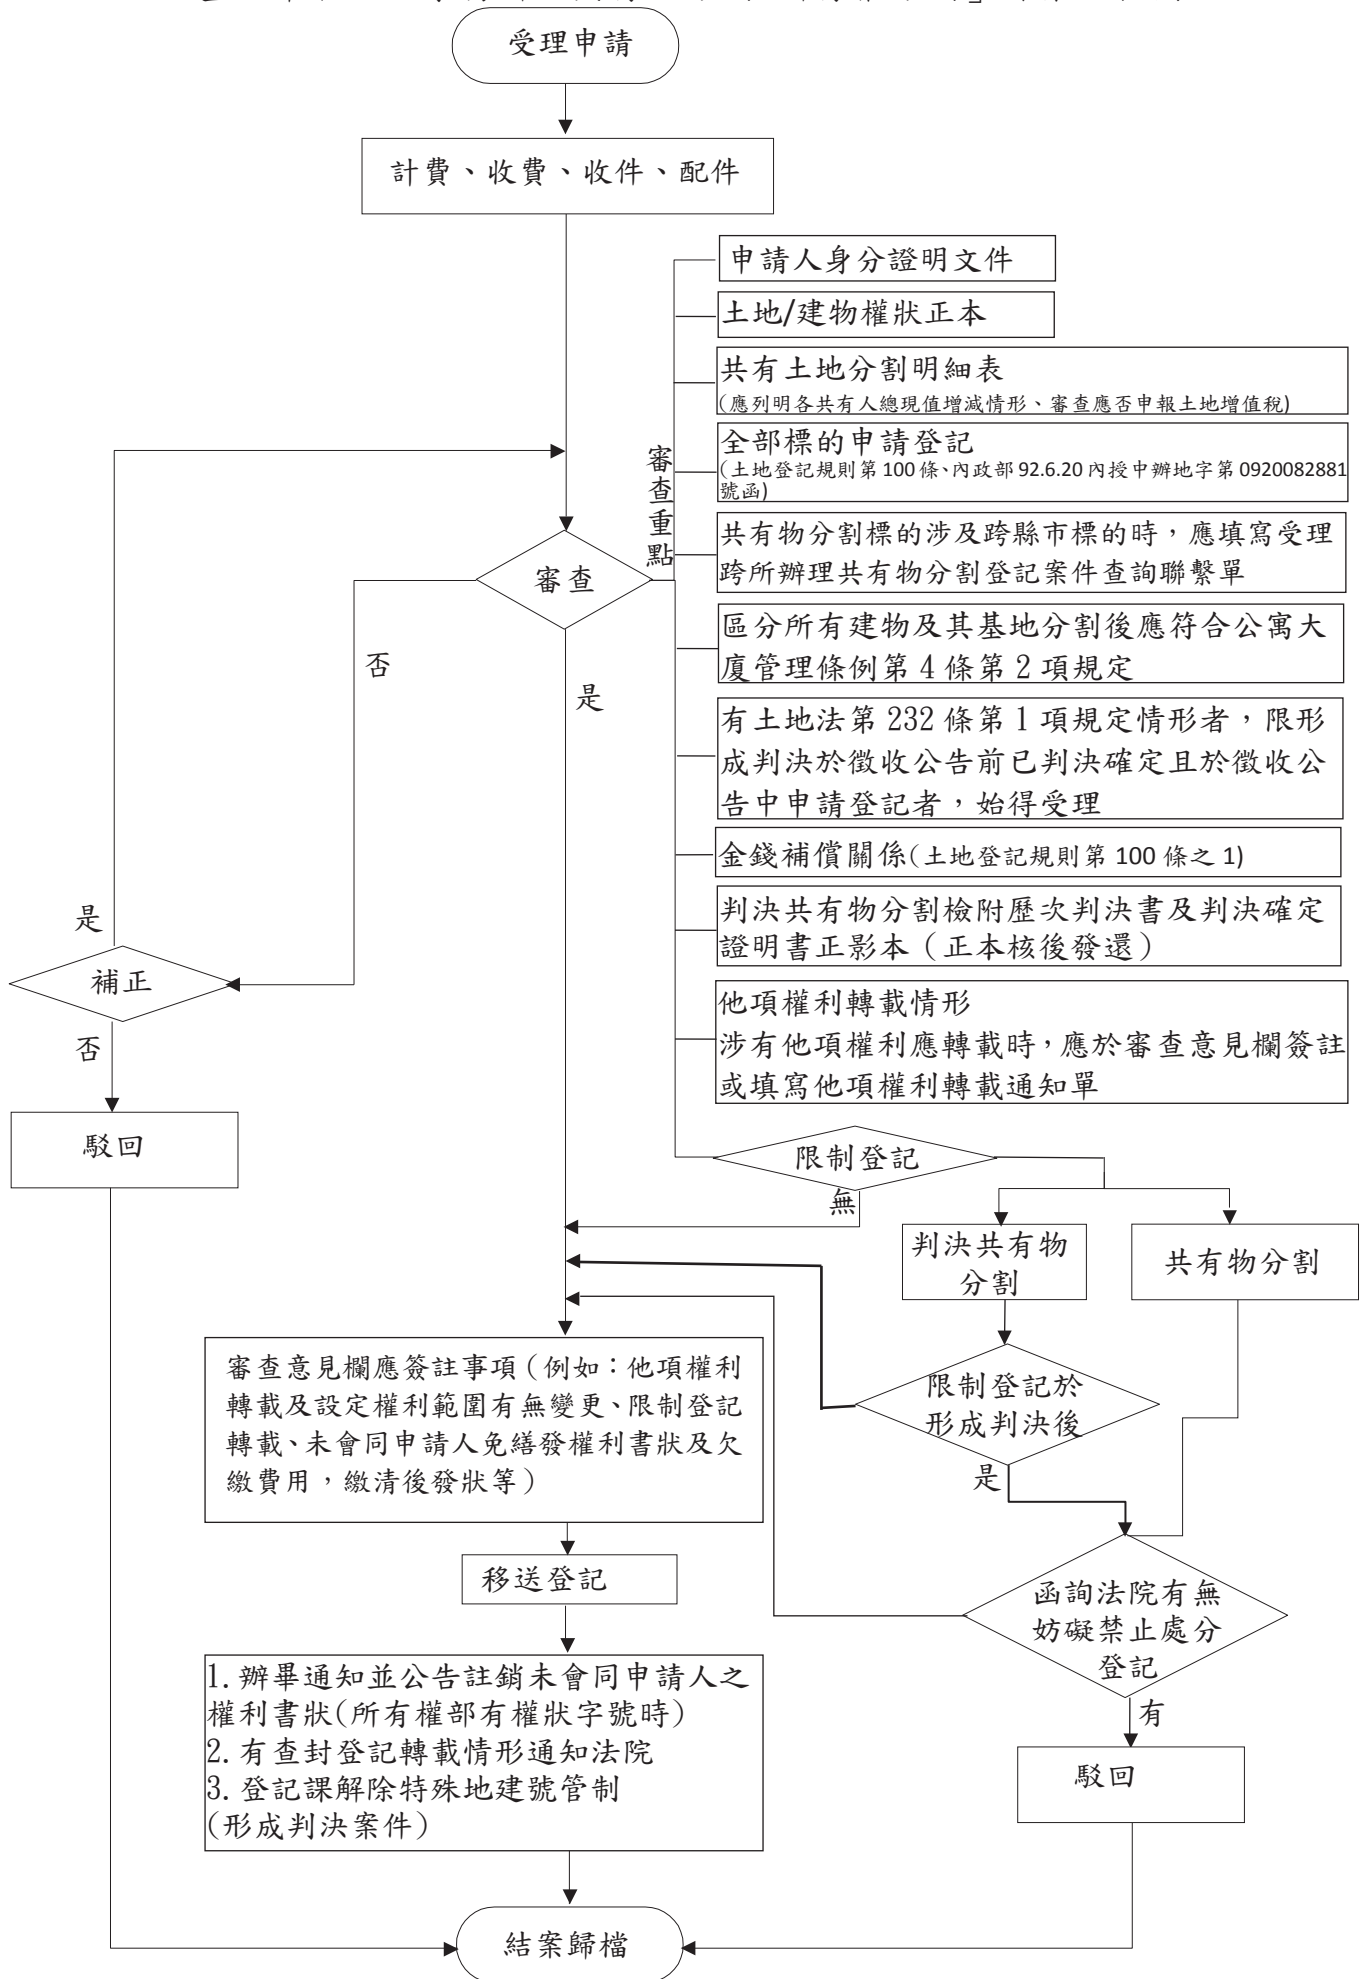 受理申請
計費、收費、收件、配件
申請人身分證明文件
土地/建物權狀正本
共有土地分割明細表
(應列明各共有人總現值增減情形、審查應否申報土地增值稅)
全部標的申請登記
(土地登記規則第 100 條、內政部 92.6.20 內授中辦地字第 0920082881
號函)
審查重點
共有物分割標的涉及跨縣市標的時，應填寫受理
跨所辦理共有物分割登記案件查詢聯繫單
審查
區分所有建物及其基地分割後應符合公寓大
廈管理條例第 4 條第 2 項規定
否
是
有土地法第 232 條第 1 項規定情形者，限形
成判決於徵收公告前已判決確定且於徵收公
告中申請登記者，始得受理
金錢補償關係(土地登記規則第 100 條之 1)
判決共有物分割檢附歷次判決書及判決確定
證明書正影本（正本核後發還）
是
補正
否
他項權利轉載情形
涉有他項權利應轉載時，應於審查意見欄簽註
或填寫他項權利轉載通知單
駁回
限制登記
無
判決共有物
分割
共有物分割
審查意見欄應簽註事項（例如：他項權利
轉載及設定權利範圍有無變更、限制登記
轉載、未會同申請人免繕發權利書狀及欠
繳費用，繳清後發狀等）
限制登記於
形成判決後
是
移送登記
函詢法院有無
妨礙禁止處分
登記
有
1. 辦畢通知並公告註銷未會同申請人之
權利書狀(所有權部有權狀字號時)
2. 有查封登記轉載情形通知法院
3. 登記課解除特殊地建號管制
(形成判決案件)
駁回
結案歸檔